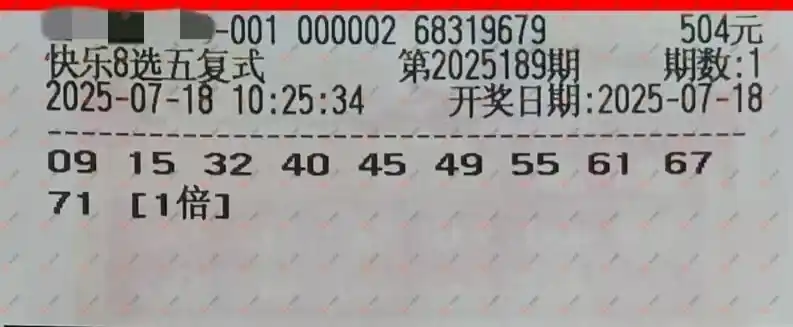 -001 000002 68319679 504元
快乐8选五复式 第2025189期 期数:1
2025-07-18 10:25:34 开奖日期:2025-07-18
09 15 32 40 45 49 55 61 67
71 [1倍]